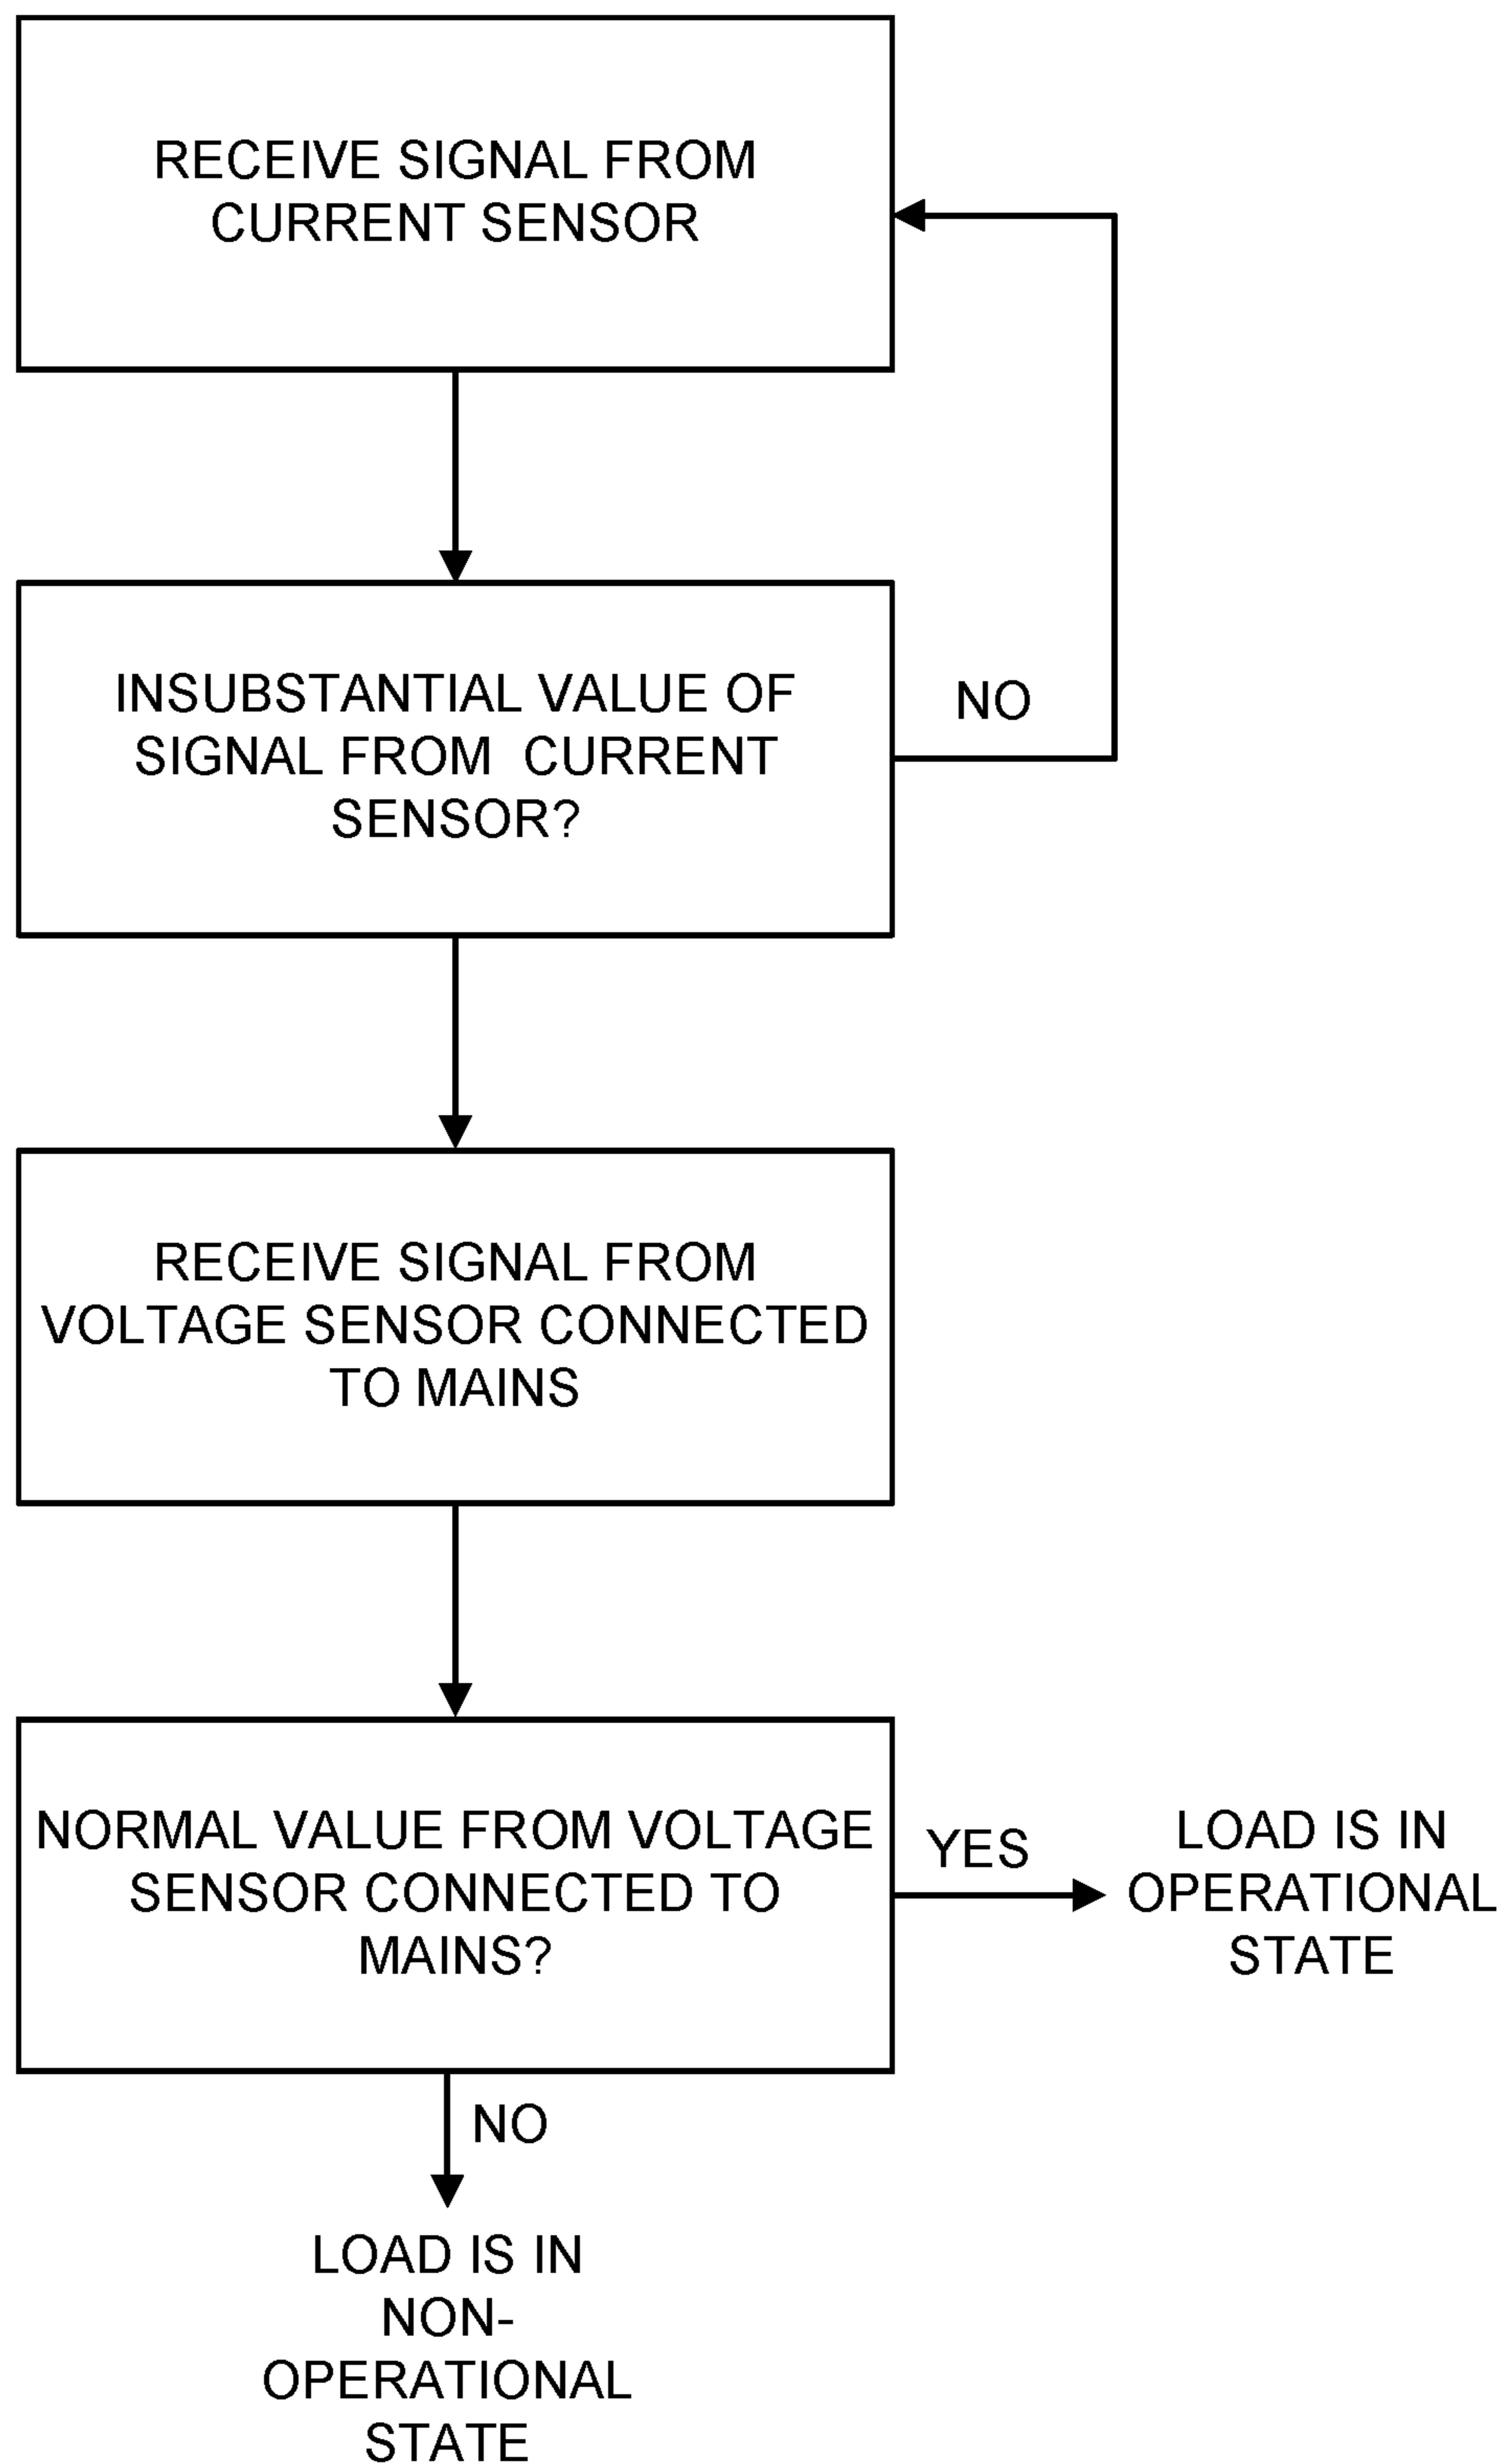 RECEIVE SIGNAL FROM
CURRENT SENSOR
INSUBSTANTIAL VALUE OF
SIGNAL FROM CURRENT
SENSOR?
NO
RECEIVE SIGNAL FROM
VOLTAGE SENSOR CONNECTED
TO MAINS
NORMAL VALUE FROM VOLTAGE
SENSOR CONNECTED TO
MAINS?
YES
LOAD IS IN
OPERATIONAL
STATE
NO
LOAD IS IN
NON-
OPERATIONAL
STATE